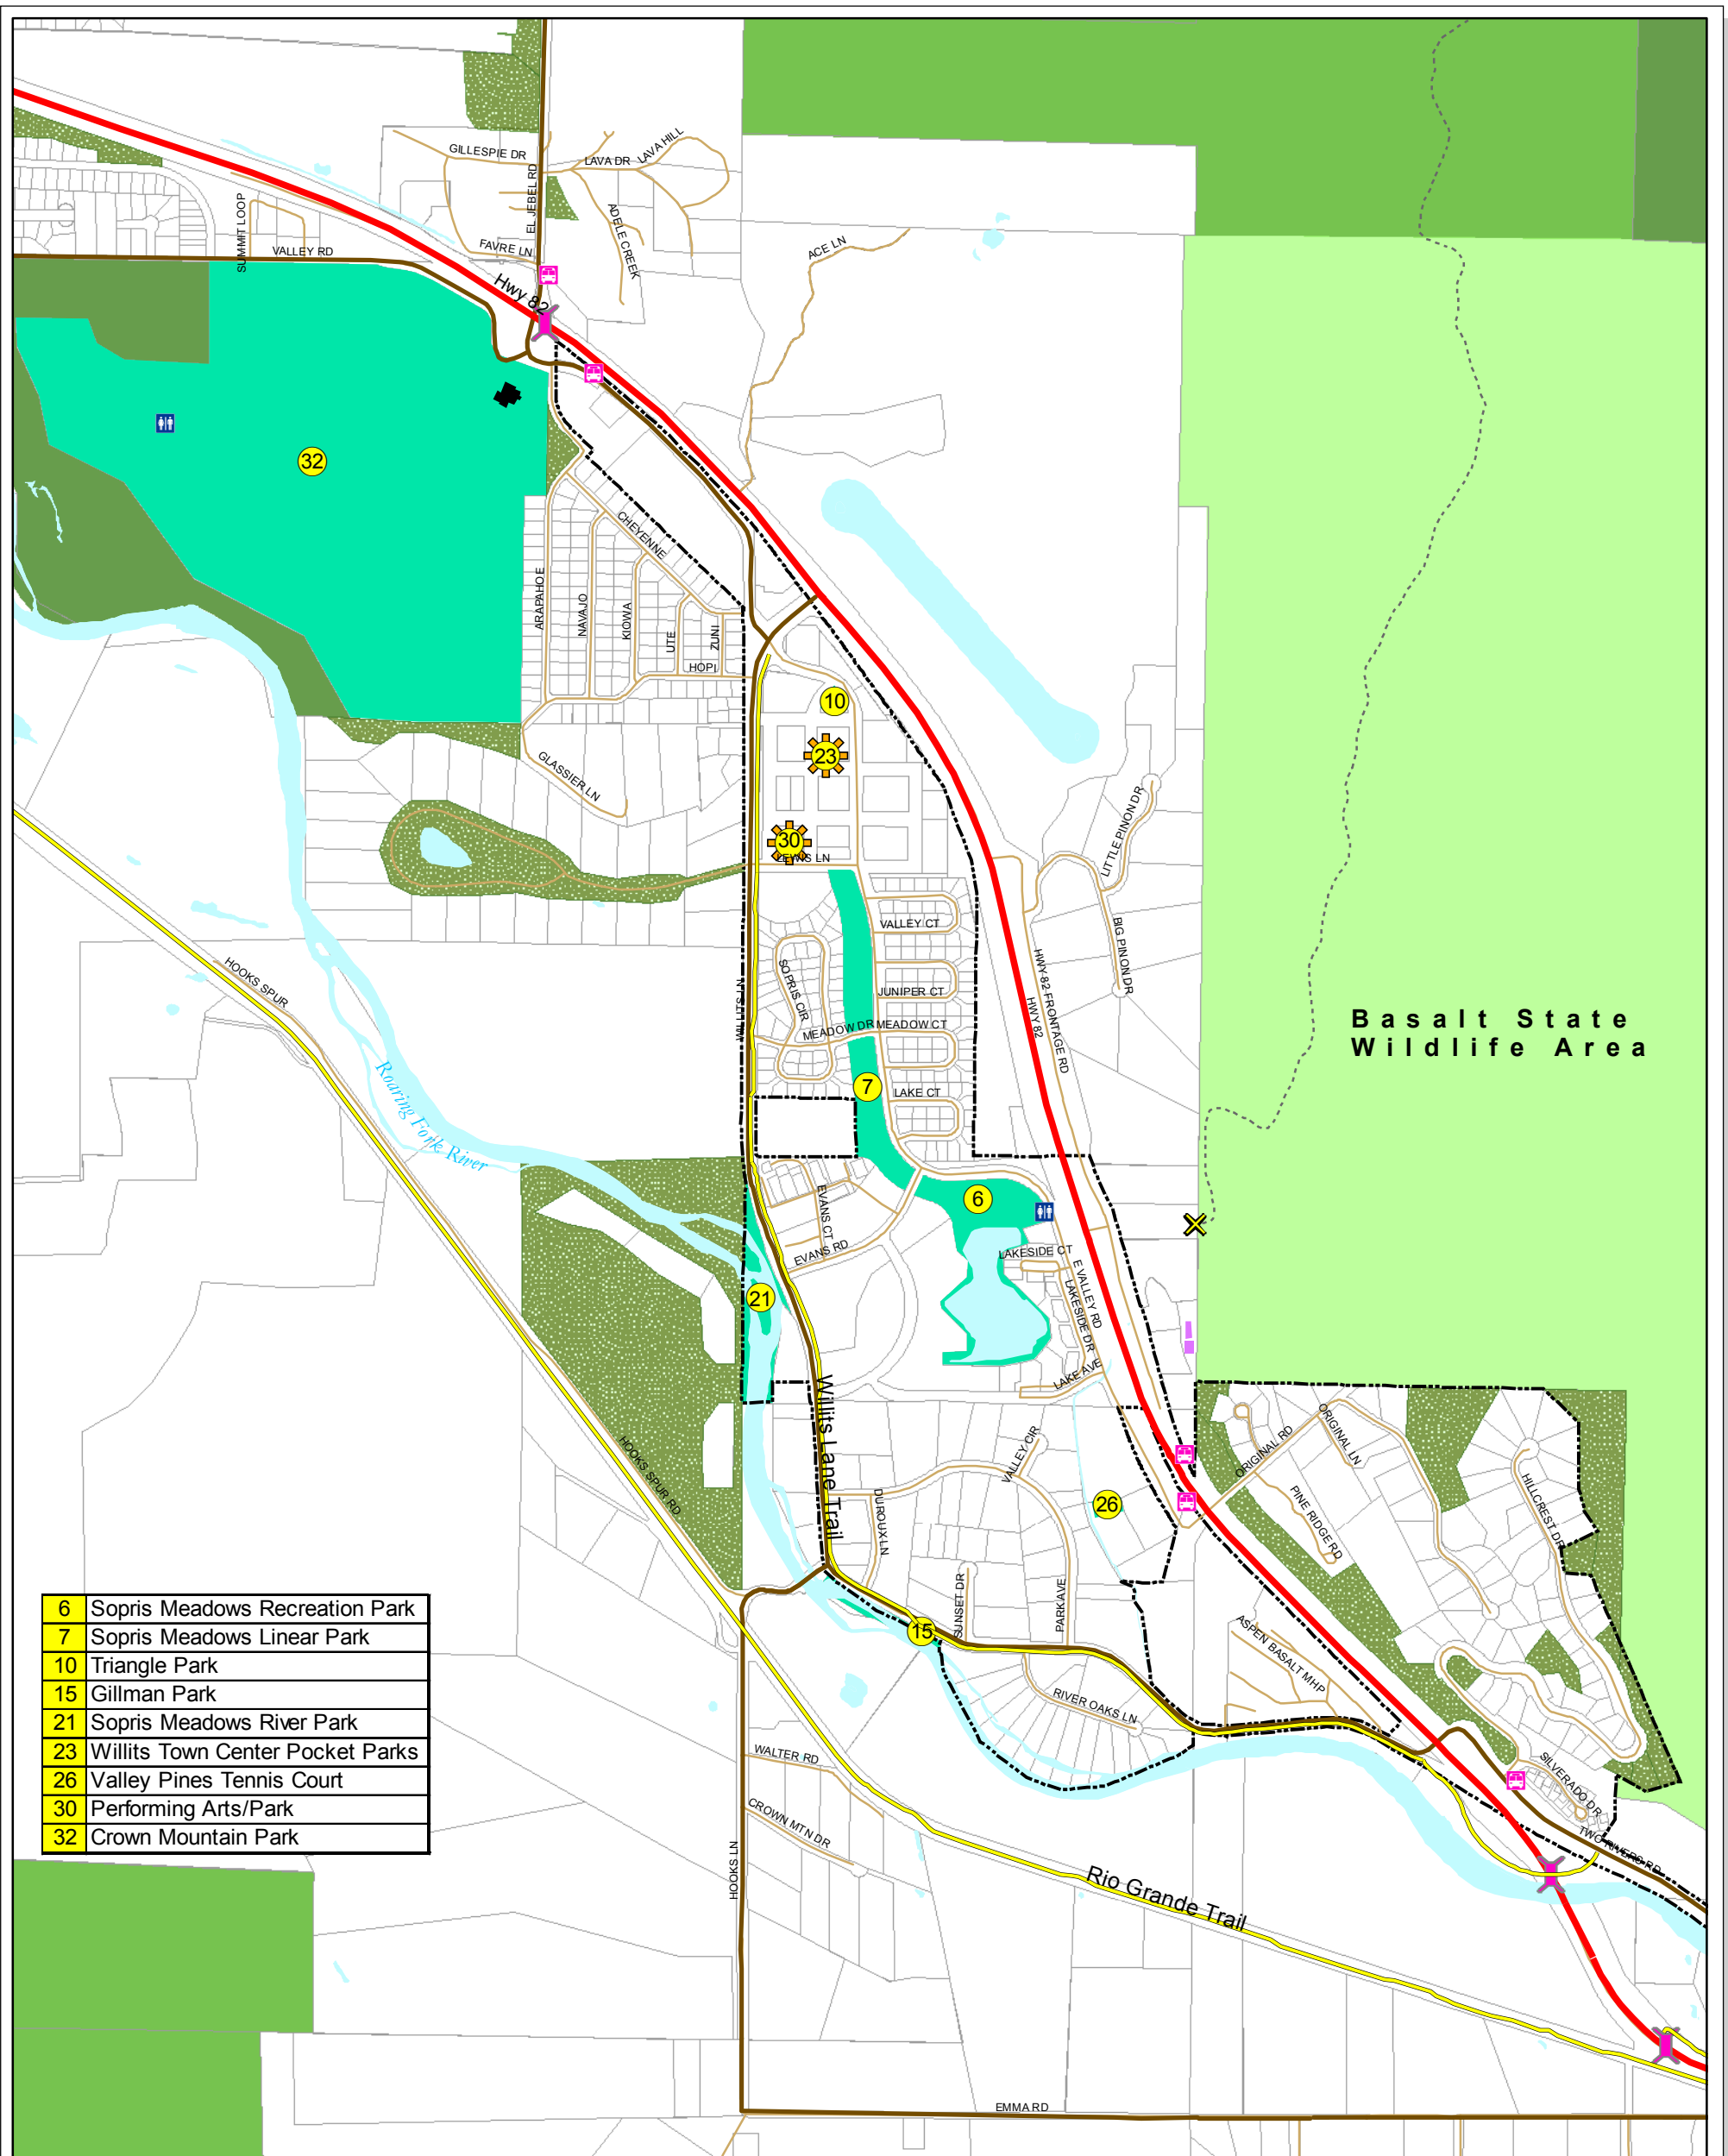 GILLESPIE DR
LAVA DR
LAVA HILL
EL JEBEL RD
ADELE CREEK
SUMMIT LOOP
VALLEY RD
FAVRE LN
ACE LN
Hwy 82
32
CHEYENNE
ARAPAHOE
NAVAJO
KIOWA
UTE
ZUNI
HOPI
10
23
GLASSIER LN
LITTLE PINON DR
30
LEWIS LN
VALLEY CT
BIG PINON DR
HOOKS SPUR
SOPRIS CIR
JUNIPER CT
HWY 82 FRONTAGE RD
HWY 82
WILLITS LN
MEADOW DR
MEADOW CT
Basalt State
Wildlife Area
Roaring Fork River
7
LAKE CT
EVANS CT
6
EVANS RD
LAKESIDE CT
E VALLEY RD
LAKESIDE DR
21
LAKE AVE
Willits Lane Trail
VALLEY CIR
ORIGINAL RD
ORIGINAL LN
HOOKS SPUR RD
DUROUX LN
26
PINE RIDGE RD
HILLCREST DR
SUNSET DR
PARK AVE
15
ASPEN BASALT MHP
RIVER OAKS LN
6 Sopris Meadows Recreation Park
7 Sopris Meadows Linear Park
10 Triangle Park
15 Gillman Park
21 Sopris Meadows River Park
23 Willits Town Center Pocket Parks
26 Valley Pines Tennis Court
30 Performing Arts/Park
32 Crown Mountain Park
WALTER RD
SILVERADO DR
CROWN MTN DR
TWO RIVERS RD
HOOKS LN
Rio Grande Trail
EMMA RD